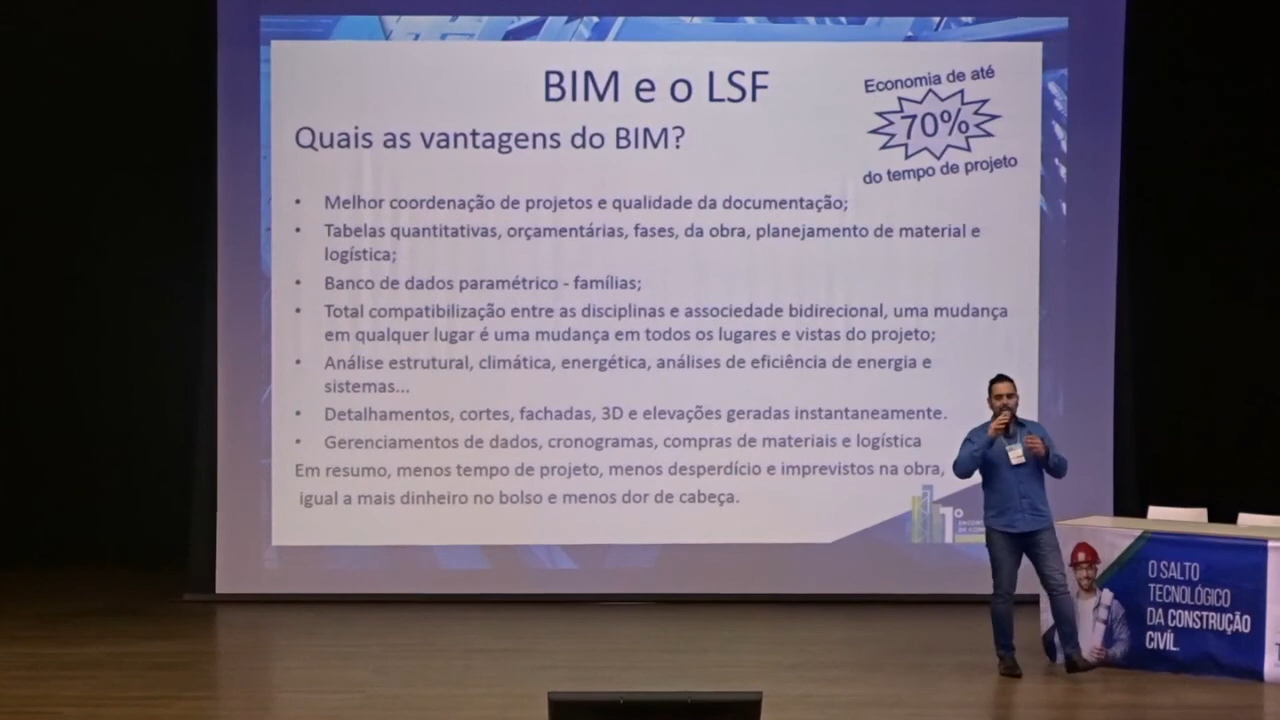 BIM e o LSF
Economia de até
70%
do tempo de projeto
Quais as vantagens do BIM?
• Melhor coordenação de projetos e qualidade da documentação;
• Tabelas quantitativas, orçamentárias, fases, da obra, planejamento de material e
logística;
• Banco de dados paramétrico - famílias;
• Total compatibilização entre as disciplinas e associedade bidirecional, uma mudança
em qualquer lugar é uma mudança em todos os lugares e vistas do projeto;
• Análise estrutural, climática, energética, análises de eficiência de energia e
sistemas...
• Detalhamentos, cortes, fachadas, 3D e elevações geradas instantaneamente.
• Gerenciamentos de dados, cronogramas, compras de materiais e logística
Em resumo, menos tempo de projeto, menos desperdício e imprevistos na obra,
igual a mais dinheiro no bolso e menos dor de cabeça.
1º
O SALTO
TECNOLÓGICO
DA CONSTRUÇÃO
CIVÍL.